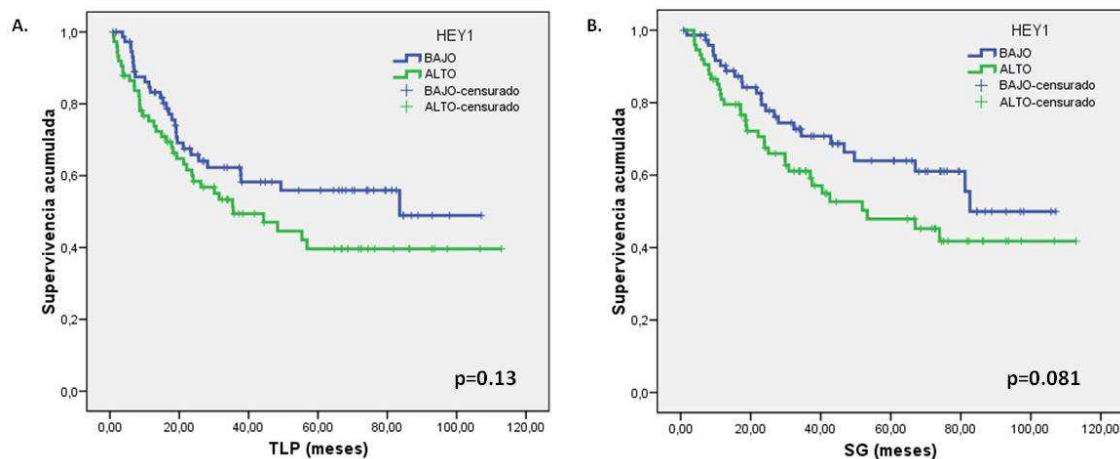 A.
HEY1
BAJO
ALTO
BAJO-censurado
ALTO-censurado
Supervivencia acumulada
1,0
0,8
0,6
0,4
0,2
0,0
p=0.13
0,00 20,00 40,00 60,00 80,00 100,00 120,00
TLP (meses)
B.
HEY1
BAJO
ALTO
BAJO-censurado
ALTO-censurado
Supervivencia acumulada
1,0
0,8
0,6
0,4
0,2
0,0
p=0.081
0,00 20,00 40,00 60,00 80,00 100,00 120,00
SG (meses)